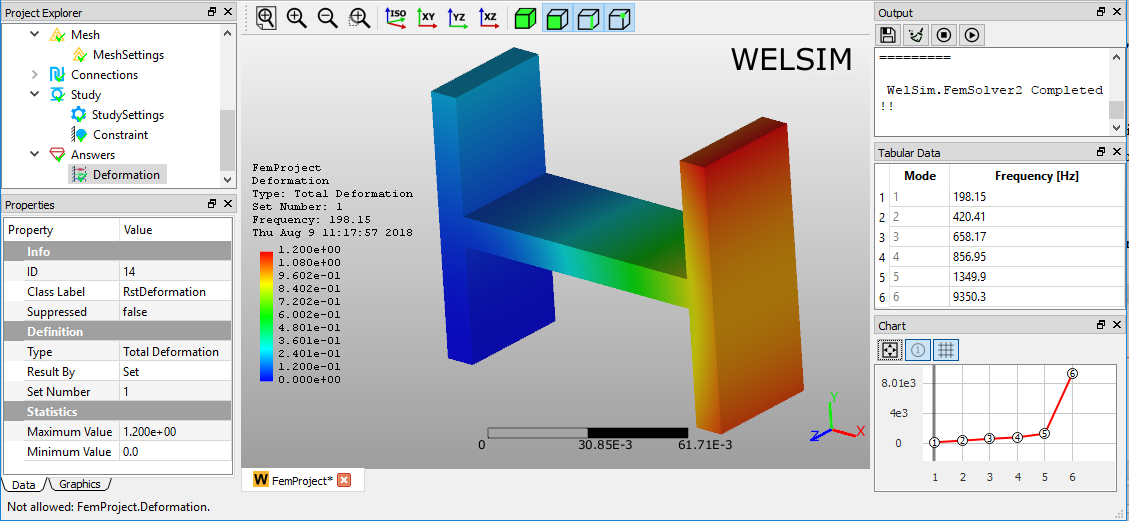 Project Explorer
Mesh
MeshSettings
Connections
Study
StudySettings
Constraint
Answers
Deformation
Properties
Property Value
Info
ID 14
Class Label RstDeformation
Suppressed false
Definition
Type Total Deformation
Result By Set
Set Number 1
Statistics
Maximum Value 1.200e+00
Minimum Value 0.0
Data Graphics
Not allowed: FemProject.Deformation.
ISO XY YZ XZ
WELSIM
FemProject
Deformation
Type: Total Deformation
Set Number: 1
Frequency: 198.15
Thu Aug 9 11:17:57 2018
1.200e+00
1.080e+00
9.602e-01
8.402e-01
7.202e-01
6.002e-01
4.801e-01
3.601e-01
2.401e-01
1.200e-01
0.000e+00
0 30.85E-3 61.71E-3
Y
Z X
W FemProject*
Output
=========
WelSim.FemSolver2 Completed
!!
Tabular Data
Mode Frequency [Hz]
1 1 198.15
2 2 420.41
3 3 658.17
4 4 856.95
5 5 1349.9
6 6 9350.3
Chart
1
8.01e3
4e3
0
1 2 3 4 5 6
1 2 3 4 5 6